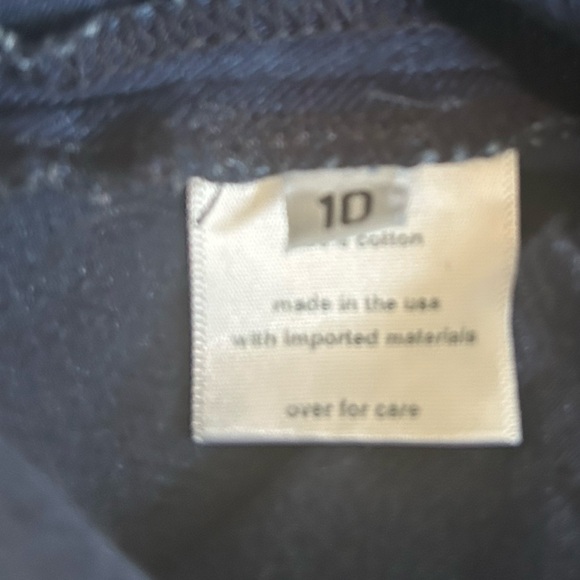 10
cotton
made in the usa
with imported materials
over for care